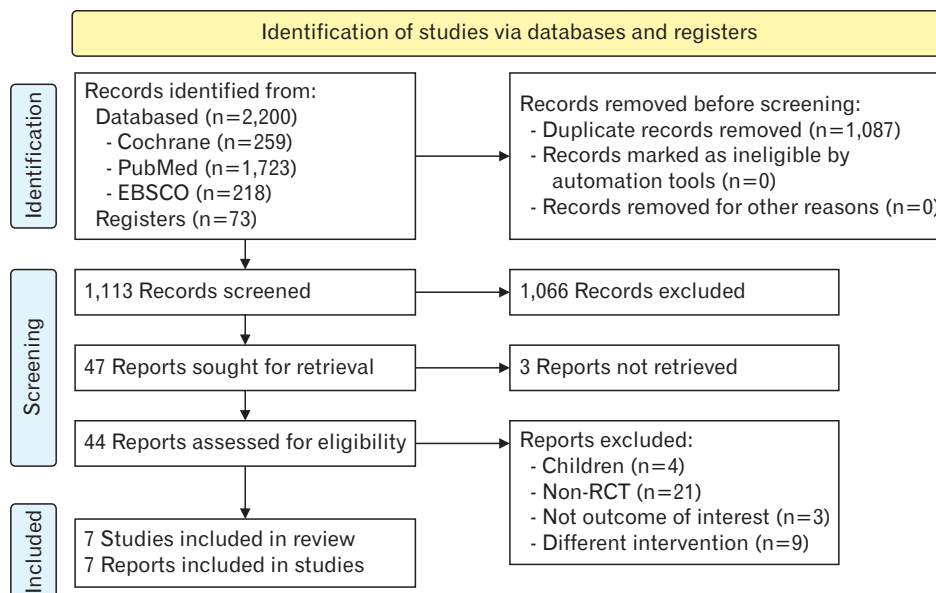 Identification of studies via databases and registers
Identification
Records identified from:
Databased (n=2,200)
- Cochrane (n=259)
- PubMed (n=1,723)
- EBSCO (n=218)
Registers (n=73)
Records removed before screening:
- Duplicate records removed (n=1,087)
- Records marked as ineligible by
automation tools (n=0)
- Records removed for other reasons (n=0)
Screening
1,113 Records screened
1,066 Records excluded
47 Reports sought for retrieval
3 Reports not retrieved
44 Reports assessed for eligibility
Reports excluded:
- Children (n=4)
- Non-RCT (n=21)
- Not outcome of interest (n=3)
- Different intervention (n=9)
Included
7 Studies included in review
7 Reports included in studies